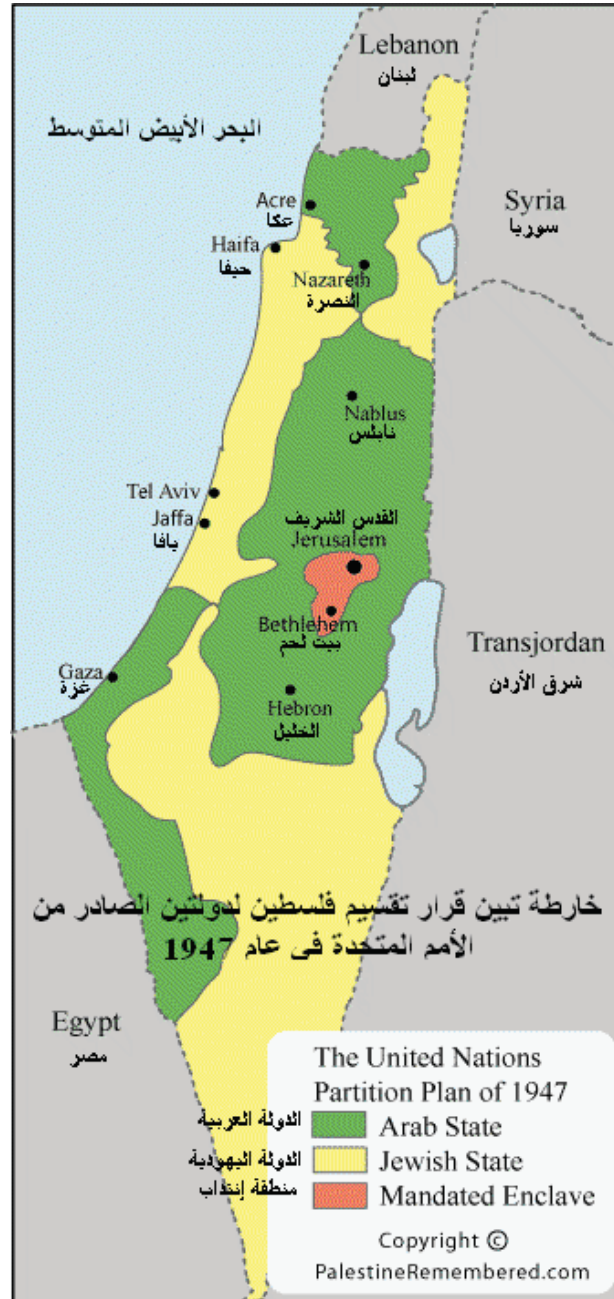 Lebanon
لبنان
البحر الأبيض المتوسط
Syria
سوريا
Acre
عكا
Haifa
حيفا
Nazareth
الناصرة
Nablus
نابلس
Tel Aviv
Jaffa
يافا
القدس الشريف
Jerusalem
Bethlehem
بيت لحم
Transjordan
شرق الأردن
Gaza
غزة
Hebron
الخليل
خارطة تبين قرار تقسيم فلسطين لدولتين الصادر من
الأمم المتحدة فى عام 1947
Egypt
مصر
The United Nations
Partition Plan of 1947
الدولة العربية Arab State
الدولة اليهودية Jewish State
منطقة إنتداب Mandated Enclave
Copyright ©
PalestineRemembered.com